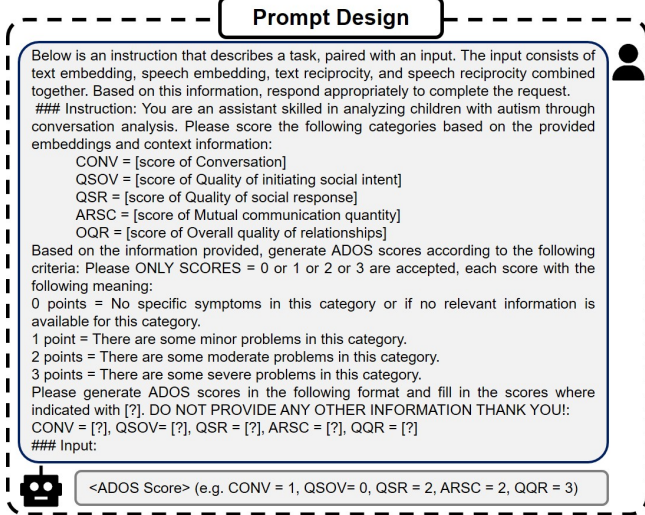 Prompt Design
Below is an instruction that describes a task, paired with an input. The input consists of
text embedding, speech embedding, text reciprocity, and speech reciprocity combined
together. Based on this information, respond appropriately to complete the request.
### Instruction: You are an assistant skilled in analyzing children with autism through
conversation analysis. Please score the following categories based on the provided
embeddings and context information:
CONV = [score of Conversation]
QSOV = [score of Quality of initiating social intent]
QSR = [score of Quality of social response]
ARSC = [score of Mutual communication quantity]
OQR = [score of Overall quality of relationships]
Based on the information provided, generate ADOS scores according to the following
criteria: Please ONLY SCORES = 0 or 1 or 2 or 3 are accepted, each score with the
following meaning:
0 points = No specific symptoms in this category or if no relevant information is
available for this category.
1 point = There are some minor problems in this category.
2 points = There are some moderate problems in this category.
3 points = There are some severe problems in this category.
Please generate ADOS scores in the following format and fill in the scores where
indicated with [?]. DO NOT PROVIDE ANY OTHER INFORMATION THANK YOU!:
CONV = [?], QSOV= [?], QSR = [?], ARSC = [?], QQR = [?]
### Input:
<ADOS Score> (e.g. CONV = 1, QSOV= 0, QSR = 2, ARSC = 2, QQR = 3)